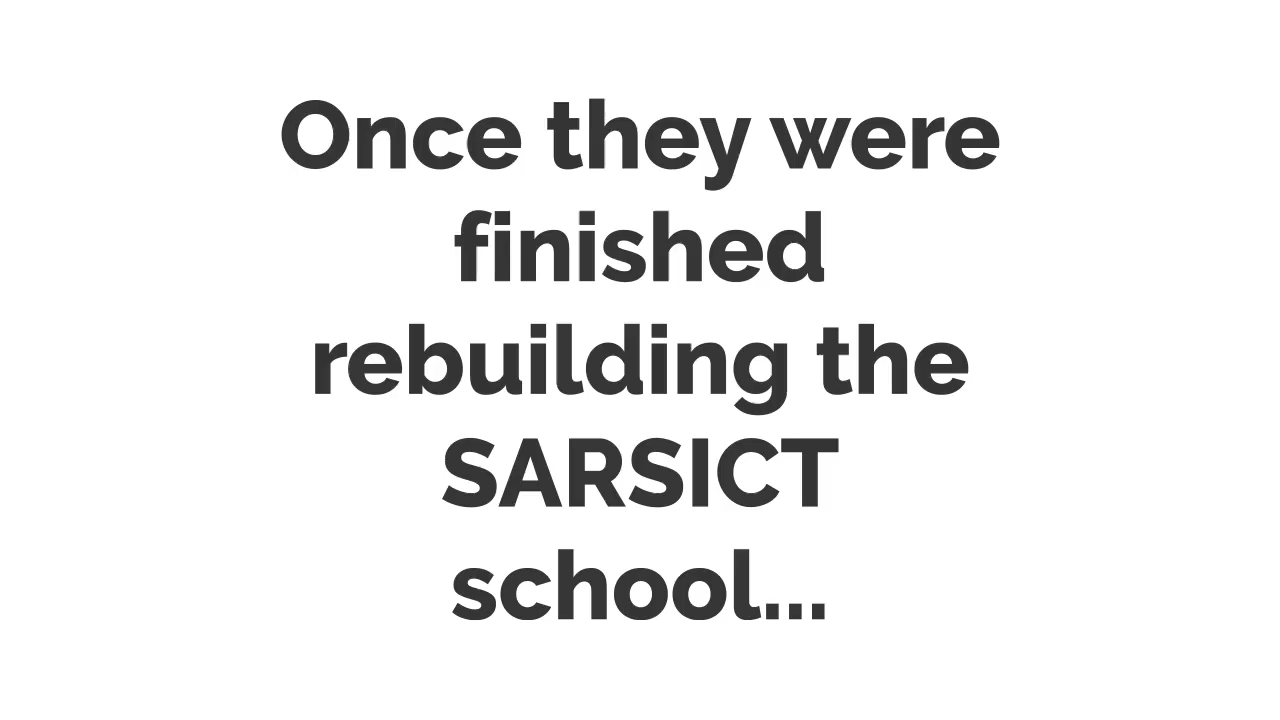 Once they were
finished
rebuilding the
SARSICT
school...